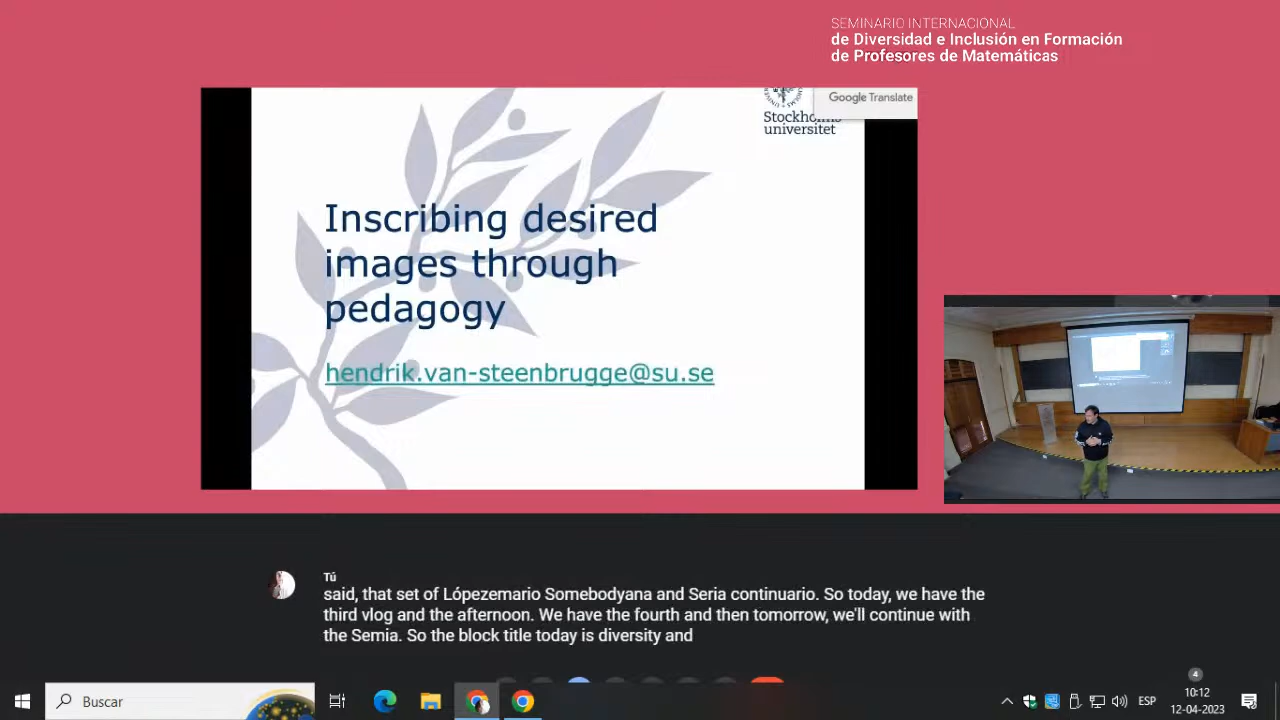 SEMINARIO INTERNACIONAL
de Diversidad e Inclusión en Formación
de Profesores de Matemáticas
Google Translate
Stockholms
universitet
Inscribing desired
images through
pedagogy
hendrik.van-steenbrugge@su.se
Tú
said, that set of Lópezemario Somebodyana and Seria continuario. So today, we have the
third vlog and the afternoon. We have the fourth and then tomorrow, we'll continue with
the Semia. So the block title today is diversity and
Buscar
ESP
4
10:12
12-04-2023